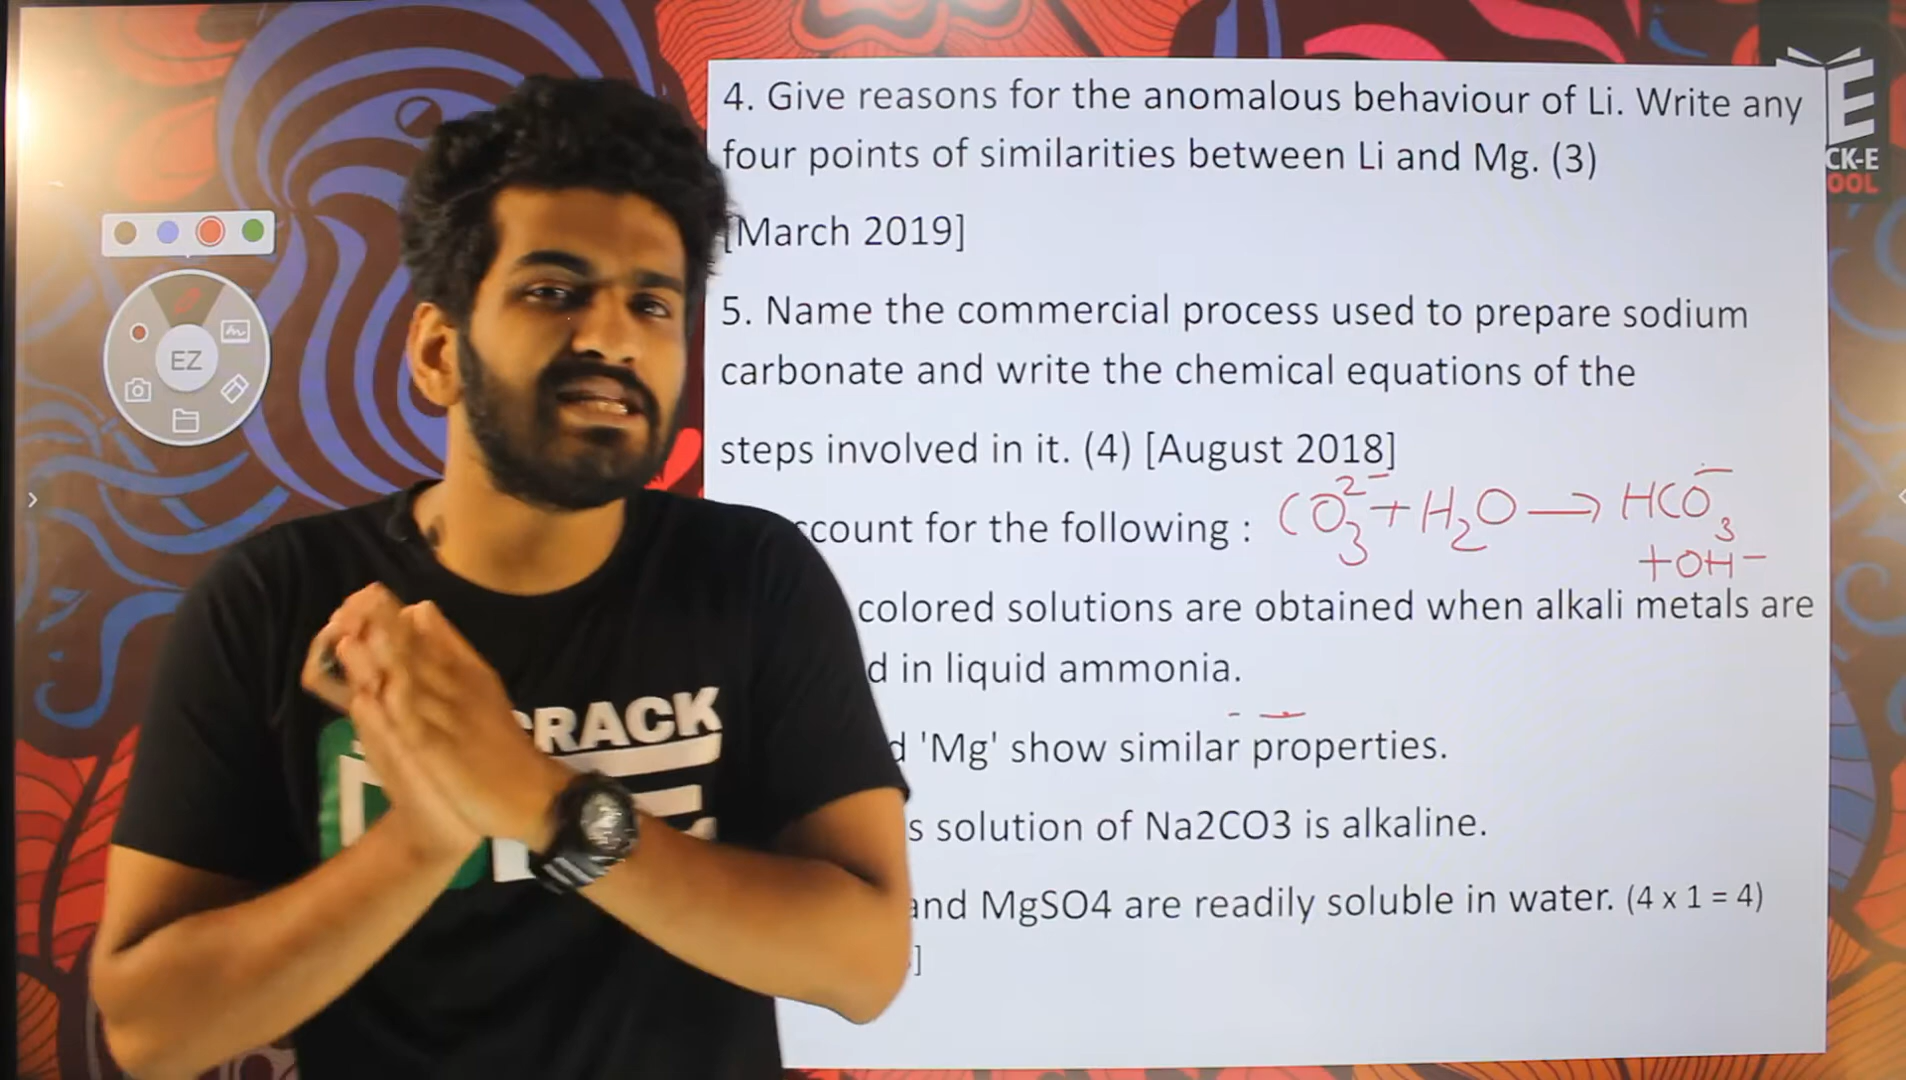 4. Give reasons for the anomalous behaviour of Li. Write any
four points of similarities between Li and Mg. (3)
[March 2019]
5. Name the commercial process used to prepare sodium
carbonate and write the chemical equations of the
steps involved in it. (4) [August 2018]
ccount for the following :
CO3^2- + H2O → HCO3^-
+ OH^-
colored solutions are obtained when alkali metals are
d in liquid ammonia.
d 'Mg' show similar properties.
s solution of Na2CO3 is alkaline.
and MgSO4 are readily soluble in water. (4 x 1 = 4)
]
EZ
E
CK-E
OOL
CRACK